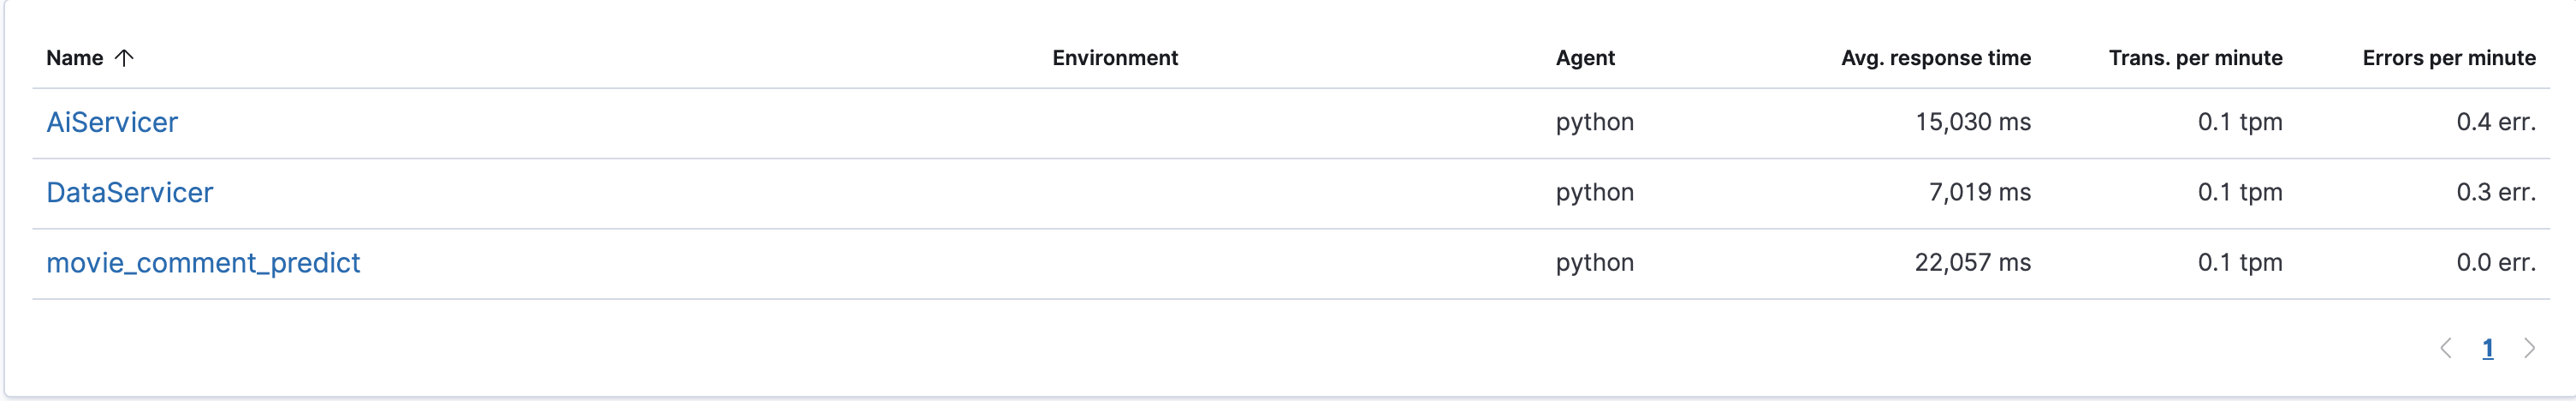 Name ↑ Environment Agent Avg. response time Trans. per minute Errors per minute
AiServicer python 15,030 ms 0.1 tpm 0.4 err.
DataServicer python 7,019 ms 0.1 tpm 0.3 err.
movie_comment_predict python 22,057 ms 0.1 tpm 0.0 err.
< 1 >